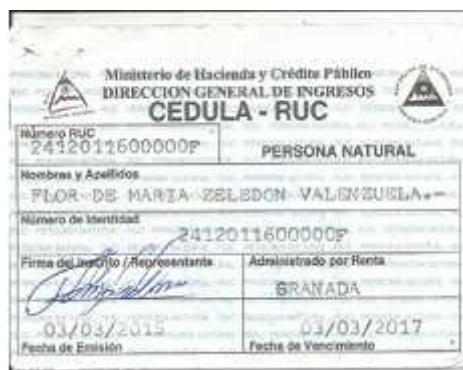 Ministerio de Hacienda y Crédito Público
DIRECCION GENERAL DE INGRESOS
CEDULA - RUC
Número RUC
2412011600000F
PERSONA NATURAL
Nombres y Apellidos
FLOR DE MARIA ZELEDON VALENZUELA.-
Número de Identidad
2412011600000F
Firma del Inscrito / Representante
Administrado por Renta
GRANADA
03/03/2015
03/03/2017
Fecha de Emisión
Fecha de Vencimiento